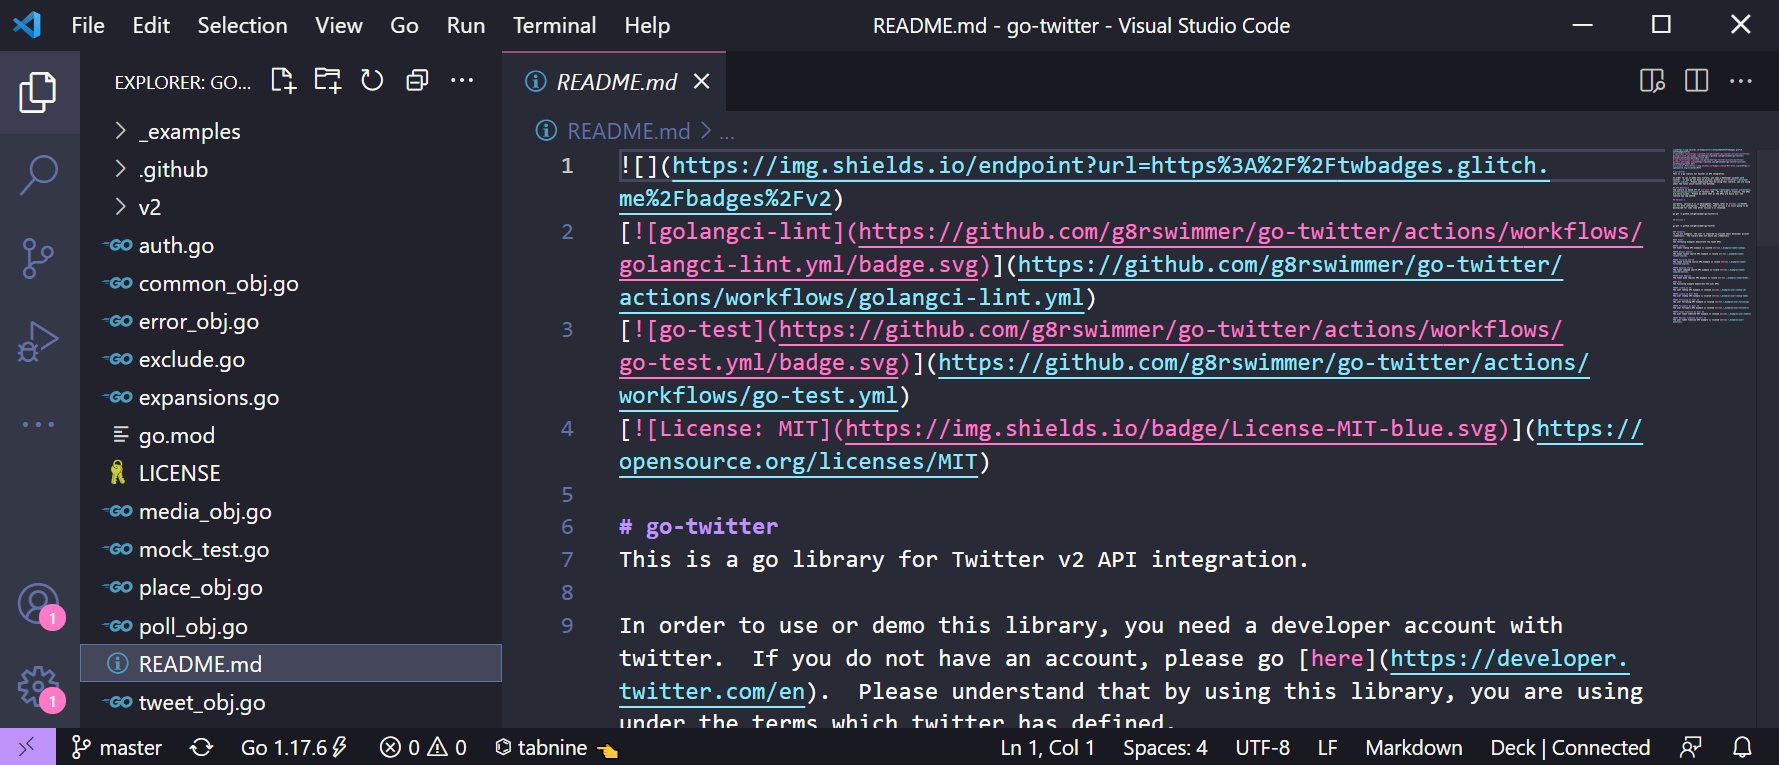 File Edit Selection View Go Run Terminal Help README.md - go-twitter - Visual Studio Code
EXPLORER: GO...
_examples
.github
v2
auth.go
common_obj.go
error_obj.go
exclude.go
expansions.go
go.mod
LICENSE
media_obj.go
mock_test.go
place_obj.go
poll_obj.go
README.md
tweet_obj.go
1
1
README.md
README.md > ...
1 ![](https://img.shields.io/endpoint?url=https%3A%2F%2Ftwbadges.glitch.
me%2Fbadges%2Fv2)
2 [![golangci-lint](https://github.com/g8rswimmer/go-twitter/actions/workflows/
golangci-lint.yml/badge.svg)](https://github.com/g8rswimmer/go-twitter/
actions/workflows/golangci-lint.yml)
3 [![go-test](https://github.com/g8rswimmer/go-twitter/actions/workflows/
go-test.yml/badge.svg)](https://github.com/g8rswimmer/go-twitter/actions/
workflows/go-test.yml)
4 [![License: MIT](https://img.shields.io/badge/License-MIT-blue.svg)](https://
opensource.org/licenses/MIT)
5
6 # go-twitter
7 This is a go library for Twitter v2 API integration.
8
9 In order to use or demo this library, you need a developer account with
twitter.  If you do not have an account, please go [here](https://developer.
twitter.com/en).  Please understand that by using this library, you are using
under the terms which twitter has defined.
master Go 1.17.6 0 0 tabnine Ln 1, Col 1 Spaces: 4 UTF-8 LF Markdown Deck | Connected